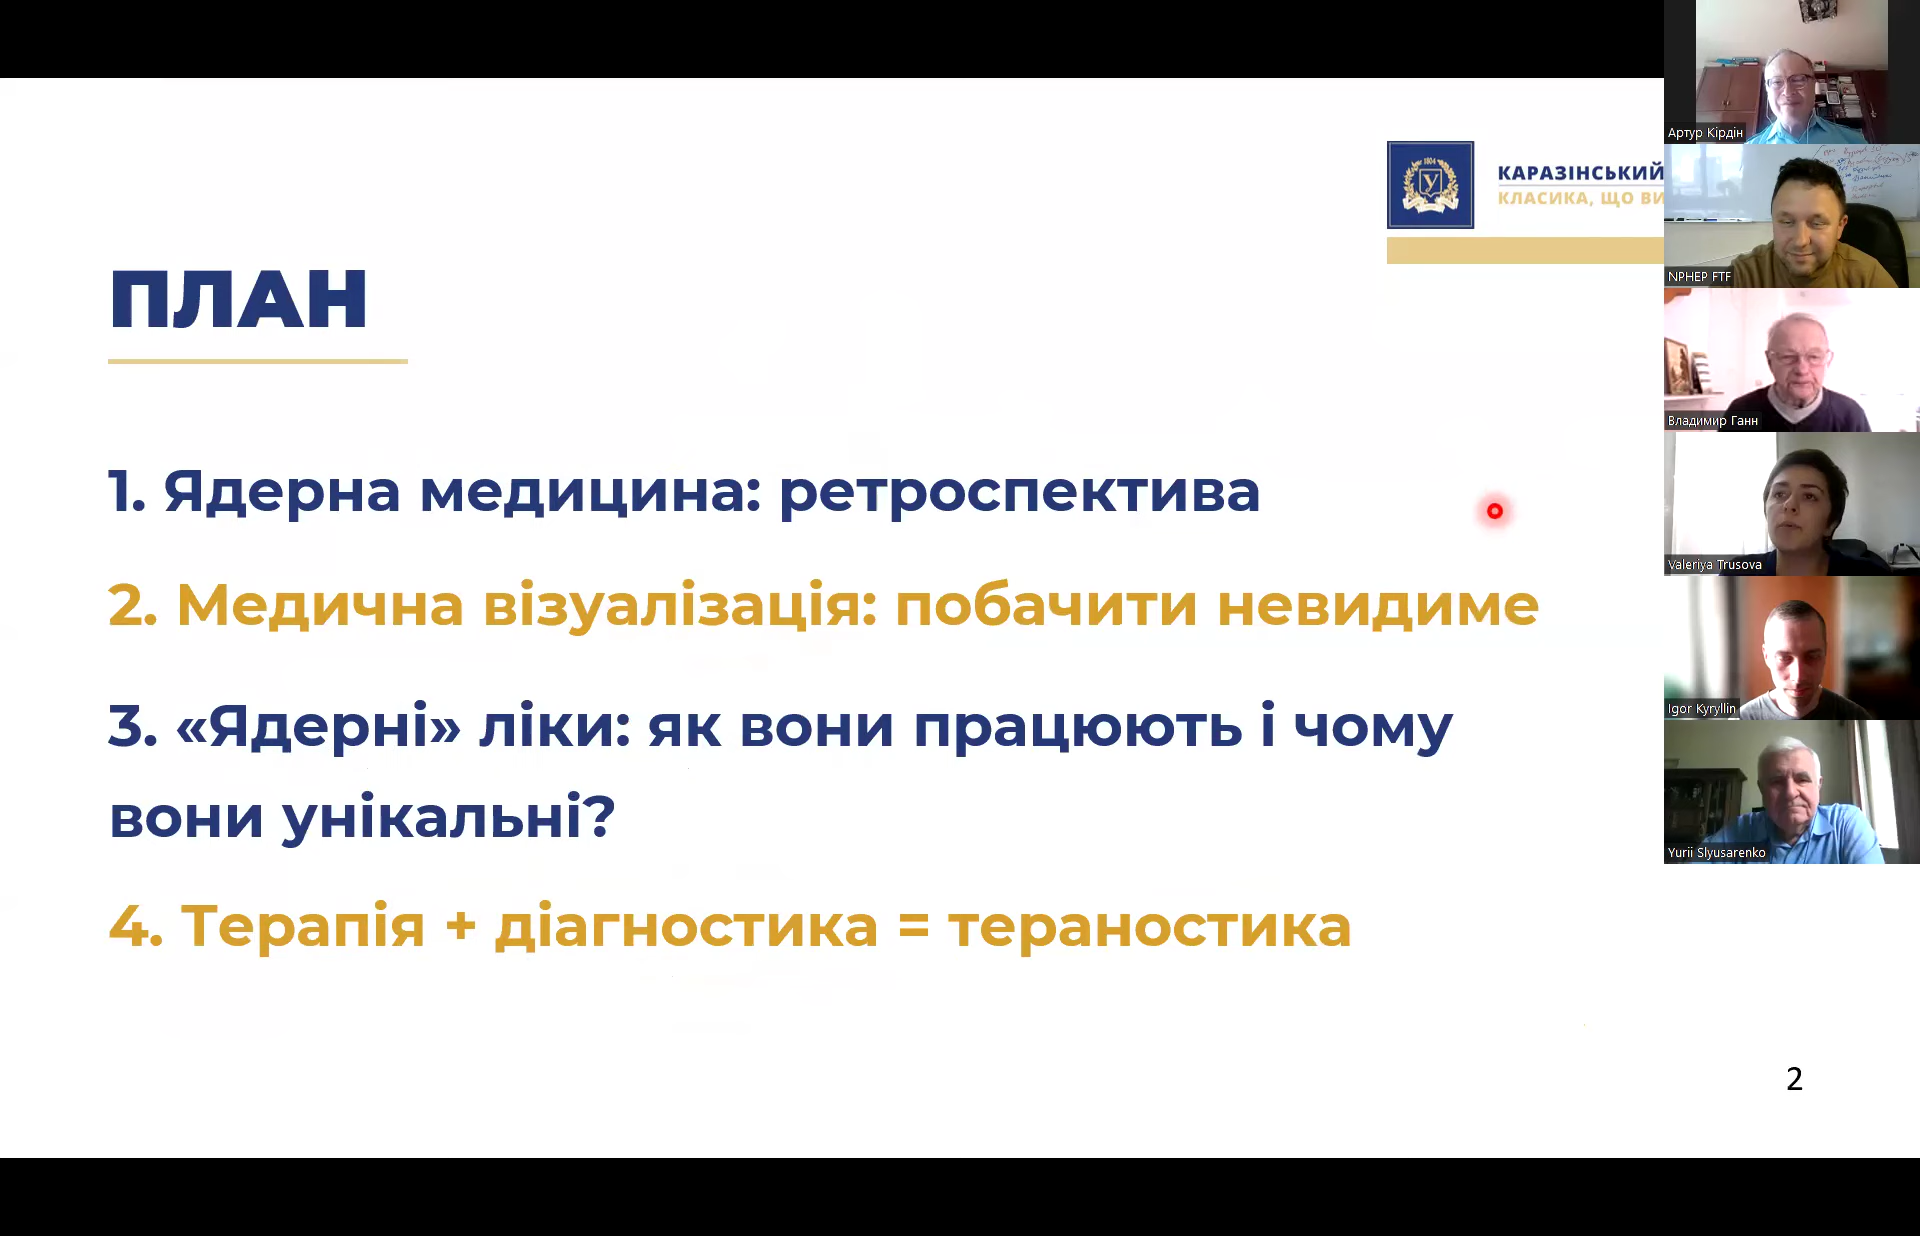 КАРАЗІНСЬКИЙ
КЛАСИКА, ЩО ВИ
1804
У
ПЛАН
1. Ядерна медицина: ретроспектива
2. Медична візуалізація: побачити невидиме
3. «Ядерні» ліки: як вони працюють і чому
вони унікальні?
4. Терапія + діагностика = тераностика
2
Артур Кірдін
NPHEP FTF
Владимир Ганн
Valeriya Trusova
Igor Kyryllin
Yurii Slyusarenko